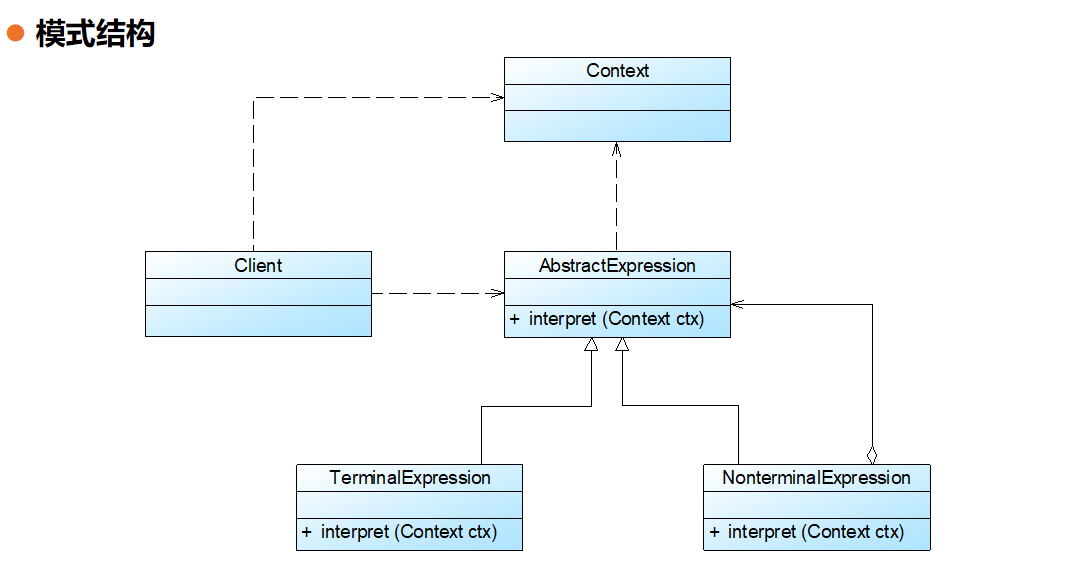 模式结构
Context
Client
AbstractExpression
+ interpret (Context ctx)
TerminalExpression
+ interpret (Context ctx)
NonterminalExpression
+ interpret (Context ctx)